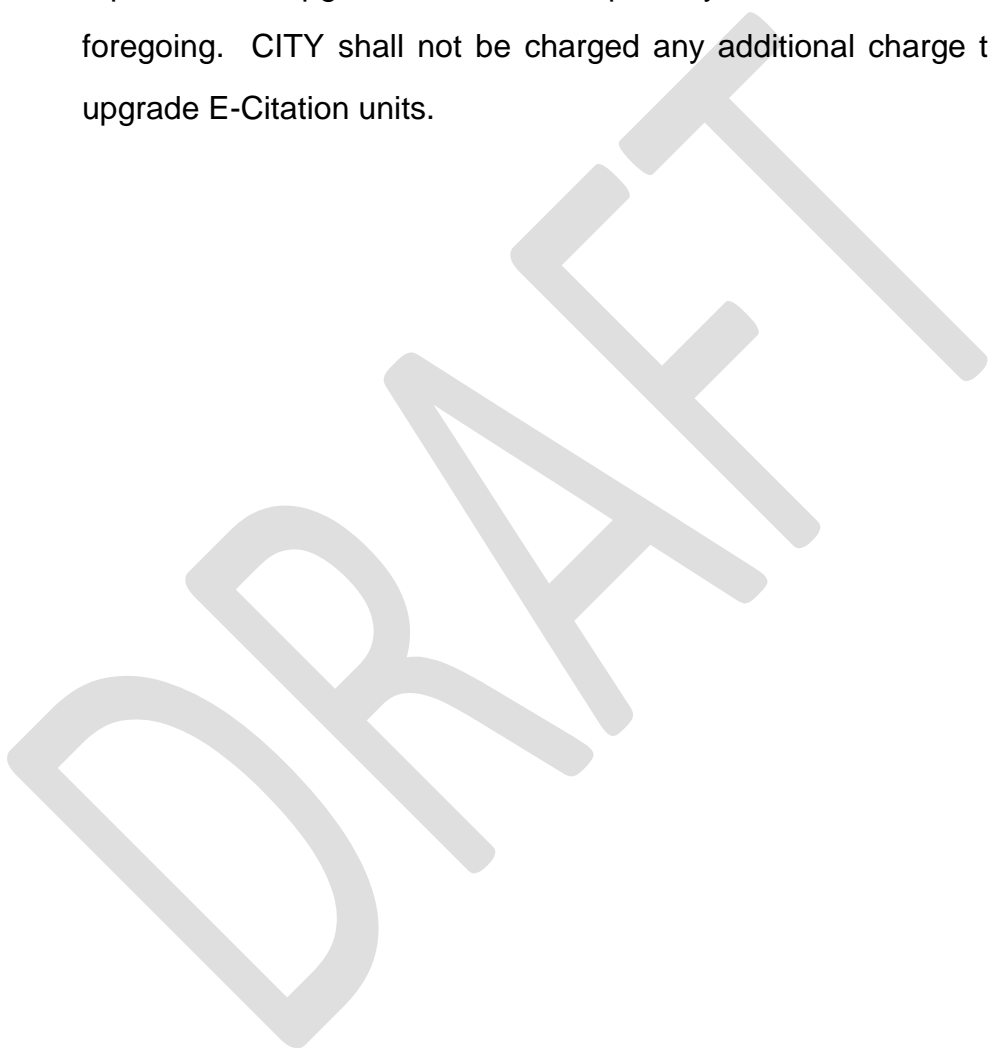 foregoing. CITY shall not be charged any additional charge t
upgrade E-Citation units.
DRAFT